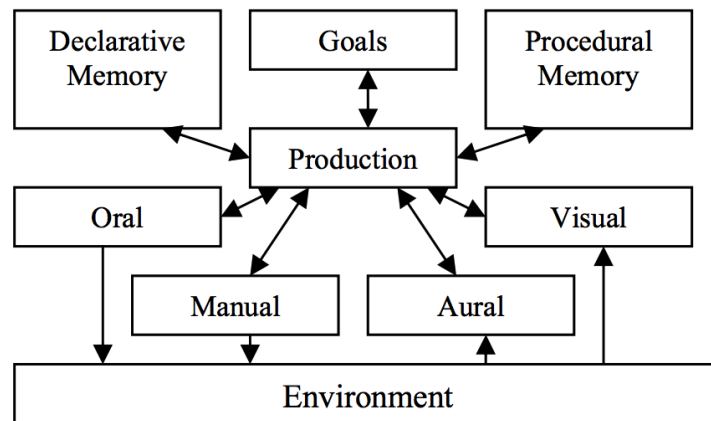 Declarative
Memory
Goals
Procedural
Memory
Production
Oral
Visual
Manual
Aural
Environment